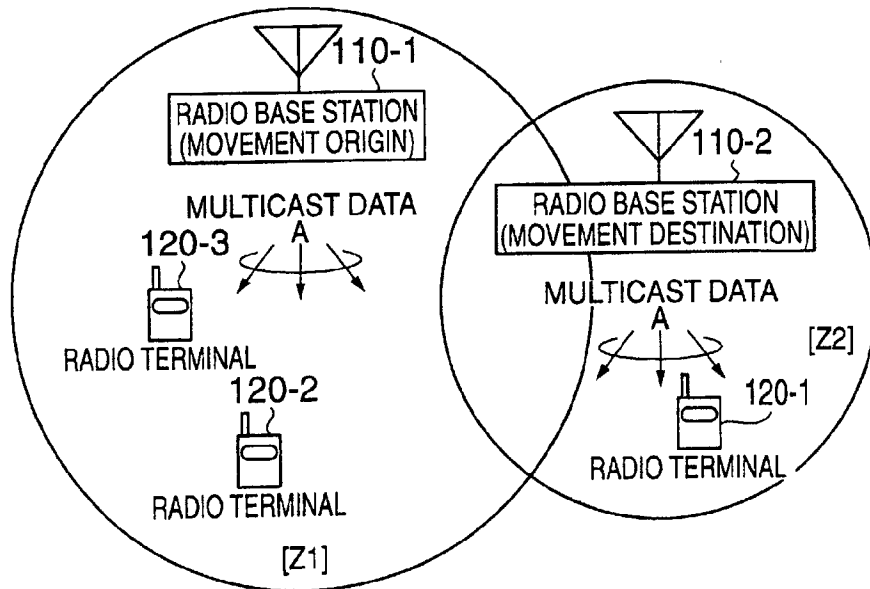 110-1
RADIO BASE STATION
(MOVEMENT ORIGIN)
110-2
RADIO BASE STATION
(MOVEMENT DESTINATION)
MULTICAST DATA
A
120-3
RADIO TERMINAL
MULTICAST DATA
A
[Z2]
120-2
RADIO TERMINAL
120-1
RADIO TERMINAL
[Z1]